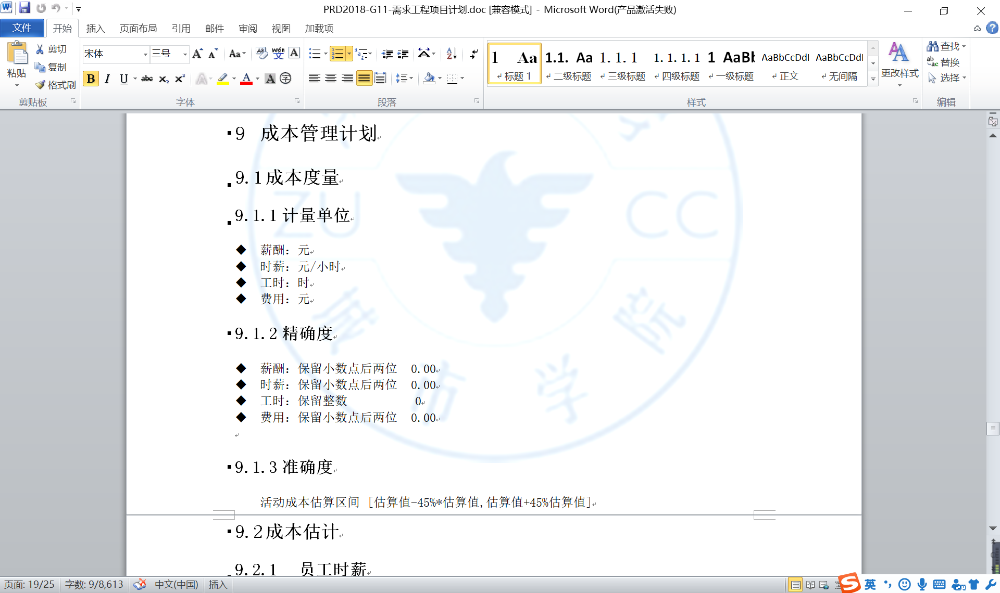 PRD2018-G11-需求工程项目计划.doc [兼容模式] - Microsoft Word(产品激活失败)
文件 开始 插入 页面布局 引用 邮件 审阅 视图 加载项
粘贴 剪切 复制 格式刷
剪贴板
宋体 三号
字体
段落
1 Aa 1.1. Aa 1. 1. 1 1. 1. 1. 1 1 AaBb AaBbCcDdI AaBbCcDdI
标题 1 二级标题 三级标题 四级标题 一级标题 正文 无间隔
更改样式
样式
查找
替换
选择
编辑
9 成本管理计划
9.1成本度量
9.1.1 计量单位
ZU CC
◆ 薪酬：元
◆ 时薪：元/小时
◆ 工时：时
◆ 费用：元
9.1.2 精确度
◆ 薪酬：保留小数点后两位 0.00
◆ 时薪：保留小数点后两位 0.00
◆ 工时：保留整数 0
◆ 费用：保留小数点后两位 0.00
9.1.3 准确度
活动成本估算区间 [估算值-45%*估算值,估算值+45%估算值]
9.2成本估计
9.2.1 员工时薪
页面: 19/25 字数: 9/8,613 中文(中国) 插入
英